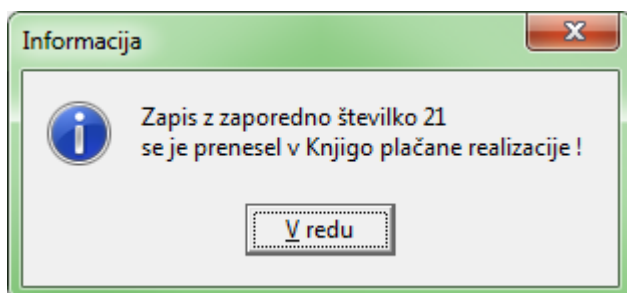 Informacija
Zapis z zaporedno številko 21
se je prenesel v Knjigo plačane realizacije !
V redu